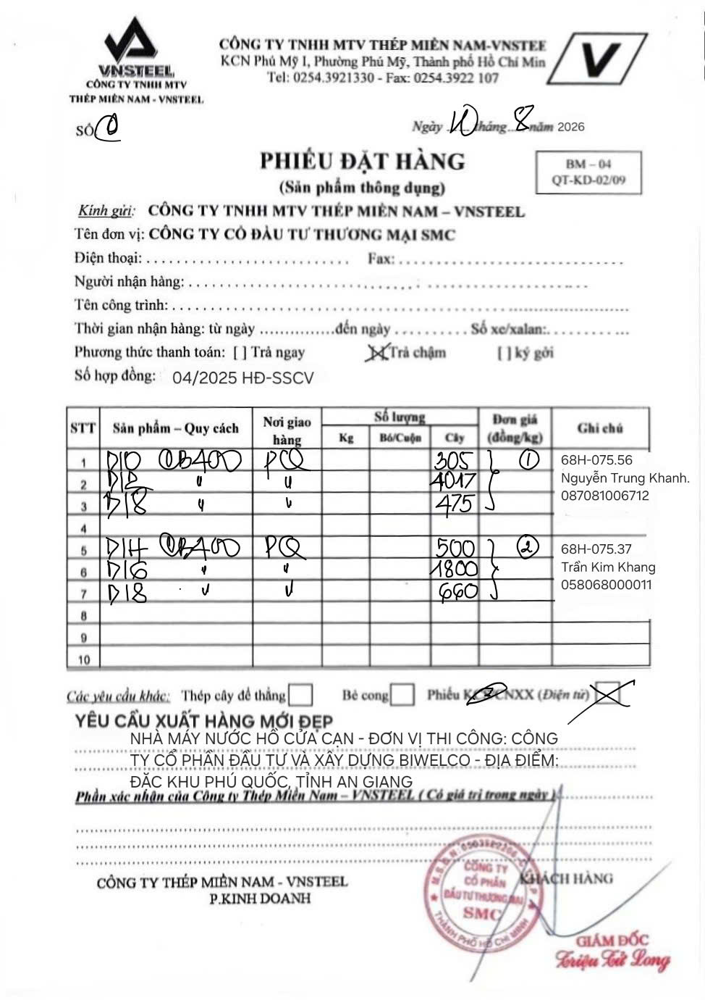 VNSTEEL
CÔNG TY TNHH MTV
THÉP MIỀN NAM - VNSTEEL
CÔNG TY TNHH MTV THÉP MIỀN NAM-VNSTEE
KCN Phú Mỹ I, Phường Phú Mỹ, Thành phố Hồ Chí Min
Tel: 0254.3921330 - Fax: 0254.3922 107
V
SỐ
Ngày 10 tháng 8 năm 2026
PHIẾU ĐẶT HÀNG
(Sản phẩm thông dụng)
BM – 04
QT-KD-02/09
Kính gửi: CÔNG TY TNHH MTV THÉP MIỀN NAM – VNSTEEL
Tên đơn vị: CÔNG TY CỔ ĐẦU TƯ THƯƠNG MẠI SMC
Điện thoại: Fax:
Người nhận hàng:
Tên công trình:
Thời gian nhận hàng: từ ngày đến ngày Số xe/xalan:
Phương thức thanh toán: [ ] Trả ngay [X] Trả chậm [ ] ký gởi
Số hợp đồng: 04/2025 HĐ-SSCV
STT Sản phẩm – Quy cách Nơi giao hàng Số lượng Đơn giá (đồng/kg) Ghi chú
Kg Bó/Cuộn Cây
1 D10 CB400 PQ 305 1 68H-075.56
2 D12 " " 4017 Nguyễn Trung Khanh.
3 D18 " " 475 087081006712
4
5 D14 CB400 PQ 500 2 68H-075.37
6 D16 " " 1800 Trần Kim Khang
7 D18 " " 660 058068000011
8
9
10
Các yêu cầu khác: Thép cây để thẳng Bẻ cong Phiếu CNXX (Điện tử)
YÊU CẦU XUẤT HÀNG MỚI ĐẸP
NHÀ MÁY NƯỚC HỒ CỬA CẠN - ĐƠN VỊ THI CÔNG: CÔNG
TY CỔ PHẦN ĐẦU TƯ VÀ XÂY DỰNG BIWELCO - ĐỊA ĐIỂM:
ĐẶC KHU PHÚ QUỐC, TỈNH AN GIANG
Phần xác nhận của Công ty Thép Miền Nam – VNSTEEL ( Có giá trị trong ngày )
CÔNG TY THÉP MIỀN NAM - VNSTEEL
P.KINH DOANH
KHÁCH HÀNG
CÔNG TY
CỔ PHẦN
ĐẦU TƯ THƯƠNG MẠI
SMC
THÀNH PHỐ HỒ CHÍ MINH
GIÁM ĐỐC
Triệu Tử Long